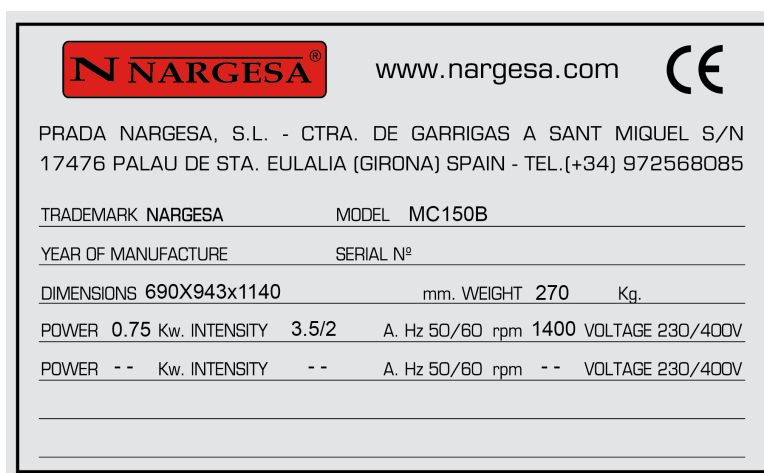 N NARGESA® www.nargesa.com CE
PRADA NARGESA, S.L. - CTRA. DE GARRIGAS A SANT MIQUEL S/N
17476 PALAU DE STA. EULALIA (GIRONA) SPAIN - TEL.(+34) 972568085
TRADEMARK NARGESA MODEL MC150B
YEAR OF MANUFACTURE SERIAL Nº
DIMENSIONS 690X943x1140 mm. WEIGHT 270 Kg.
POWER 0.75 Kw. INTENSITY 3.5/2 A. Hz 50/60 rpm 1400 VOLTAGE 230/400V
POWER - - Kw. INTENSITY - - A. Hz 50/60 rpm - - VOLTAGE 230/400V